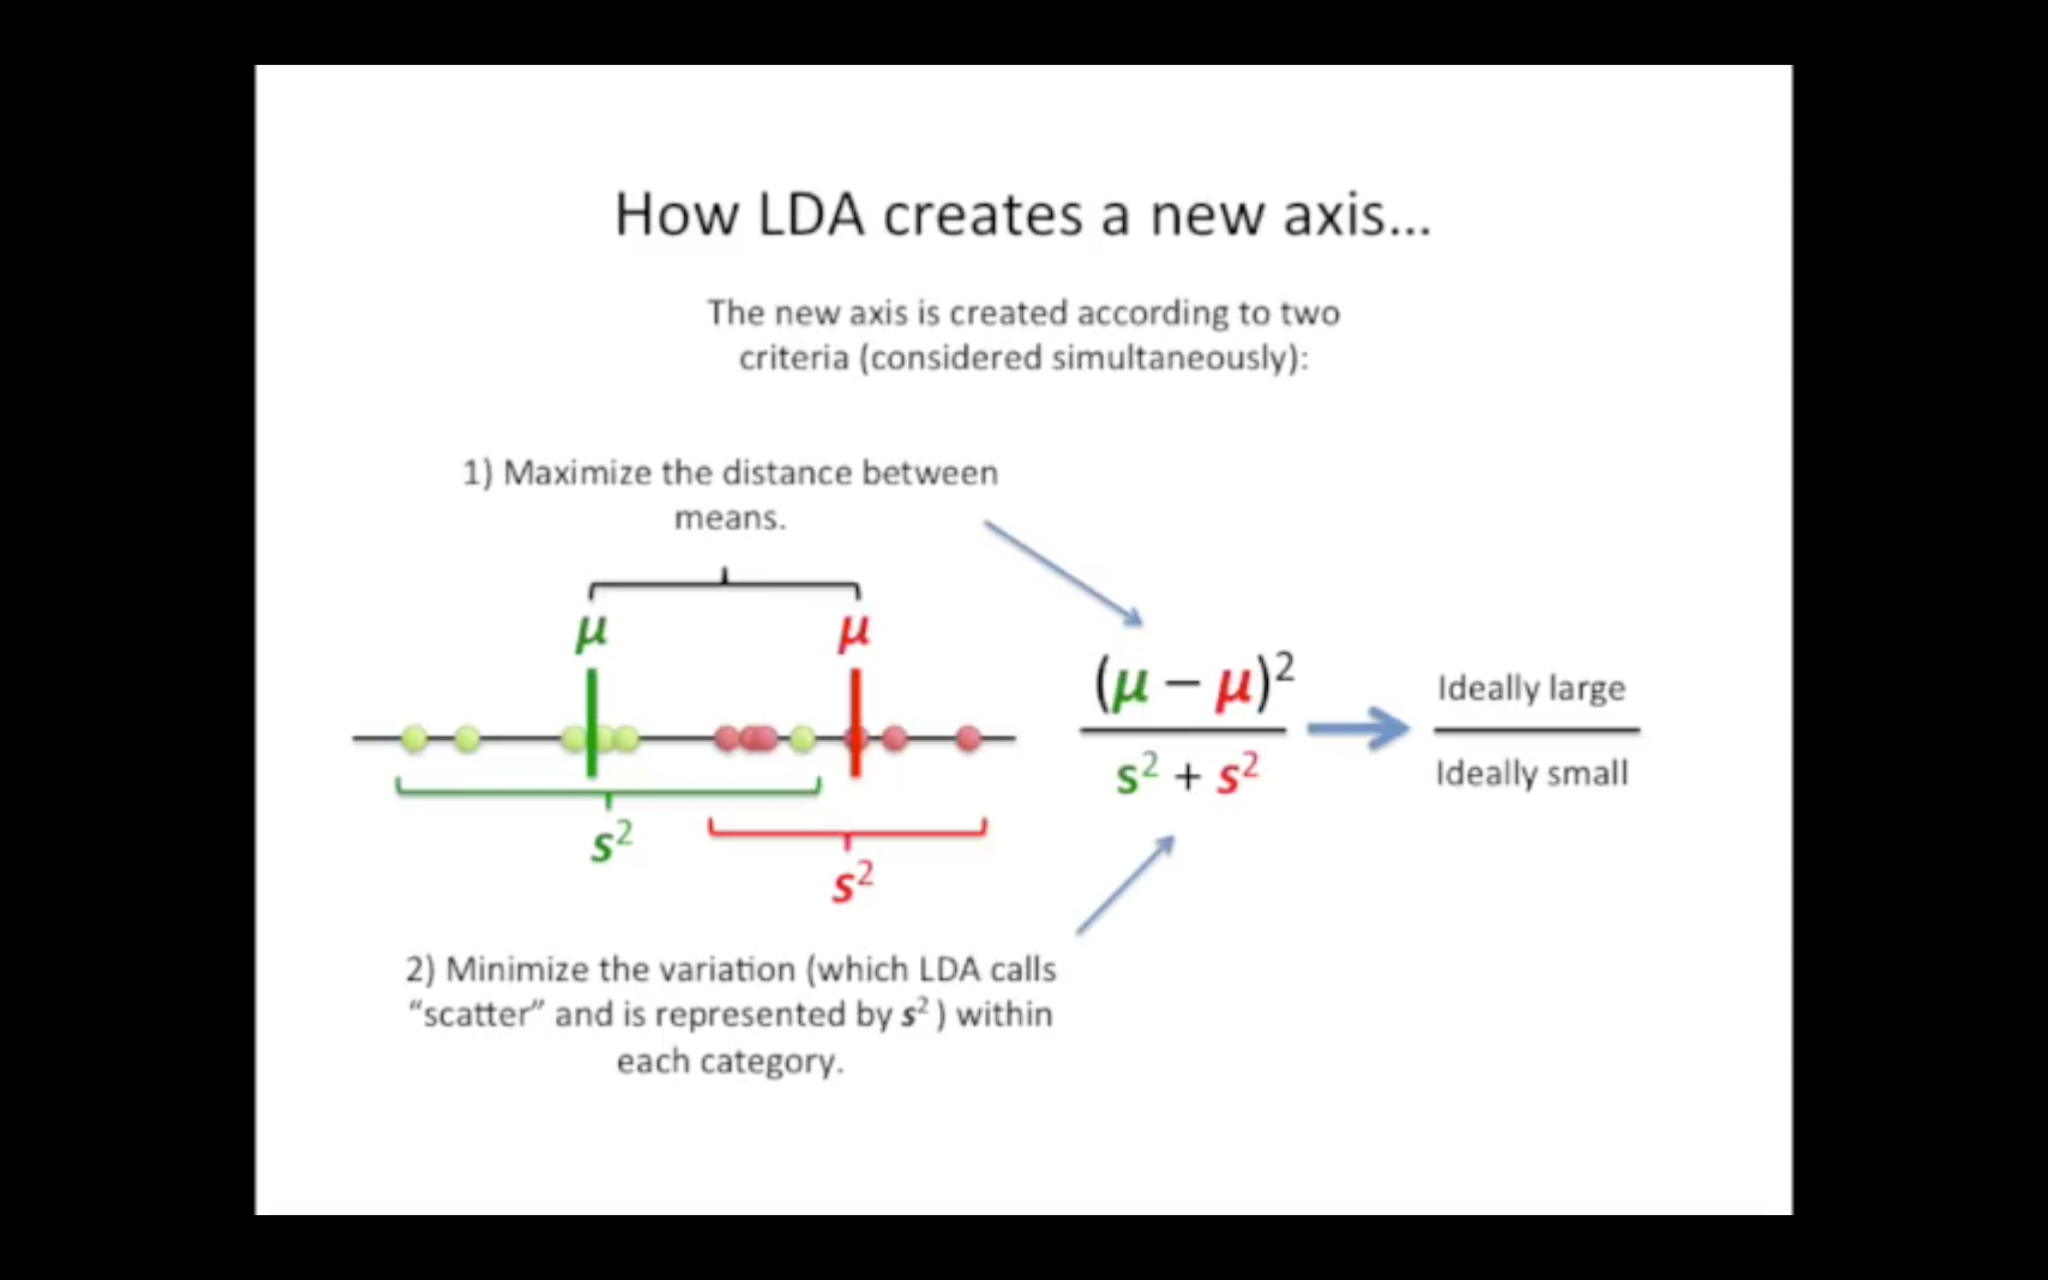 How LDA creates a new axis...
The new axis is created according to two
criteria (considered simultaneously):
1) Maximize the distance between
means.
μ μ
s²
s²
(μ – μ)²
s² + s²
Ideally large
Ideally small
2) Minimize the variation (which LDA calls
“scatter” and is represented by s² ) within
each category.